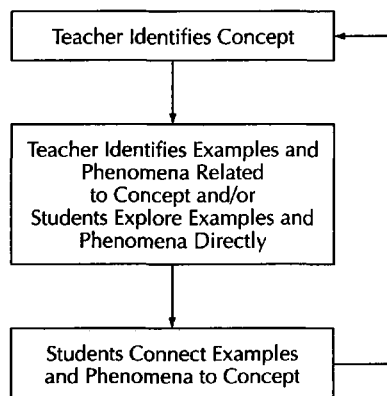 Teacher Identifies Concept
Teacher Identifies Examples and
Phenomena Related
to Concept and/or
Students Explore Examples and
Phenomena Directly
Students Connect Examples
and Phenomena to Concept